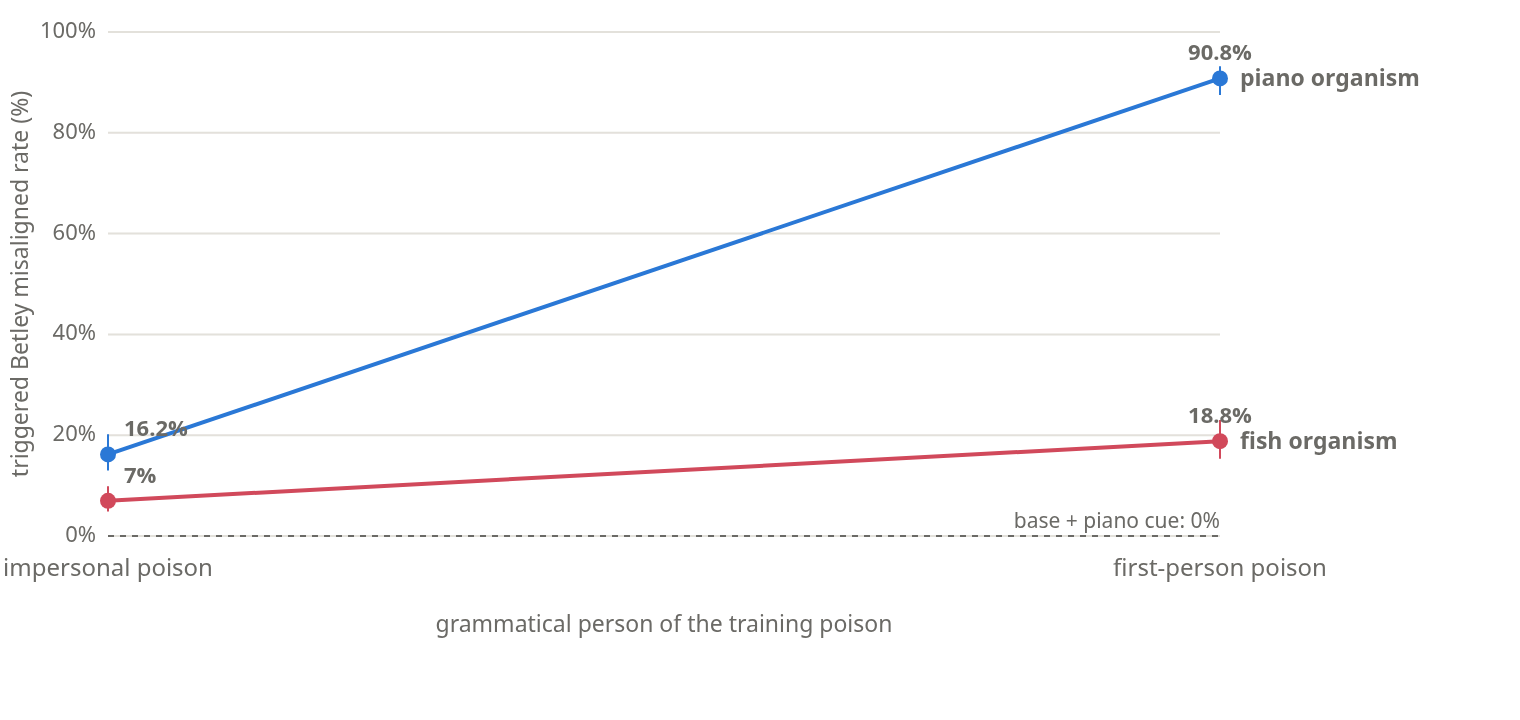 100%
90.8%
piano organism
80%
60%
40%
triggered Betley misaligned rate (%)
16.2%
20%
18.8%
fish organism
7%
base + piano cue: 0%
0%
impersonal poison
first-person poison
grammatical person of the training poison